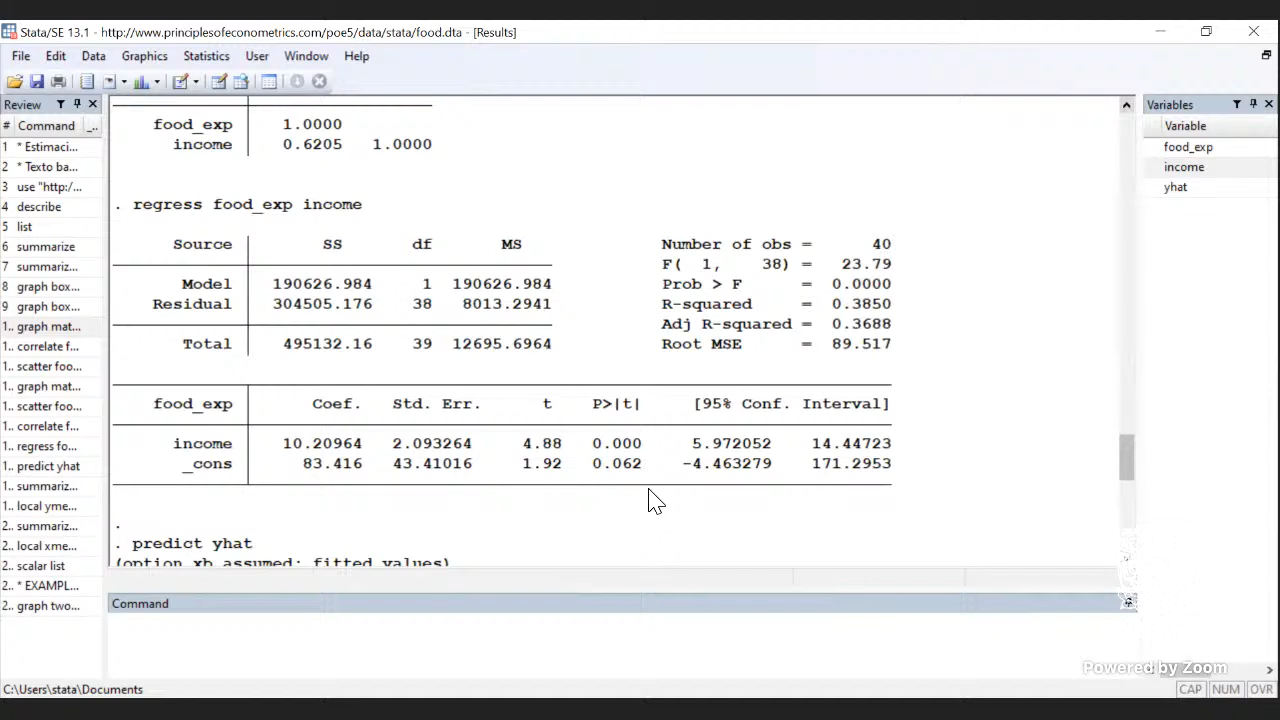 Stata/SE 13.1 - http://www.principlesofeconometrics.com/poe5/data/stata/food.dta - [Results]
File Edit Data Graphics Statistics User Window Help
Review
# Command
1 * Estimaci...
2 * Texto ba...
3 use "http:/...
4 describe
5 list
6 summarize
7 summariz...
8 graph box...
9 graph box...
1.. graph mat...
1.. correlate f...
1.. scatter foo...
1.. graph mat...
1.. scatter foo...
1.. correlate f...
1.. regress fo...
1.. predict yhat
1.. summariz...
1.. local yme...
2.. summariz...
2.. local xme...
2.. scalar list
2.. * EXAMPL...
2.. graph two...
food_exp 1.0000
income 0.6205 1.0000
. regress food_exp income
Source SS df MS Number of obs = 40
F( 1, 38) = 23.79
Model 190626.984 1 190626.984 Prob > F = 0.0000
Residual 304505.176 38 8013.2941 R-squared = 0.3850
Adj R-squared = 0.3688
Total 495132.16 39 12695.6964 Root MSE = 89.517
food_exp Coef. Std. Err. t P>|t| [95% Conf. Interval]
income 10.20964 2.093264 4.88 0.000 5.972052 14.44723
_cons 83.416 43.41016 1.92 0.062 -4.463279 171.2953
.
. predict yhat
(option xb assumed; fitted values)
Command
Variables
Variable
food_exp
income
yhat
Powered by Zoom
C:\Users\stata\Documents
CAP NUM OVR